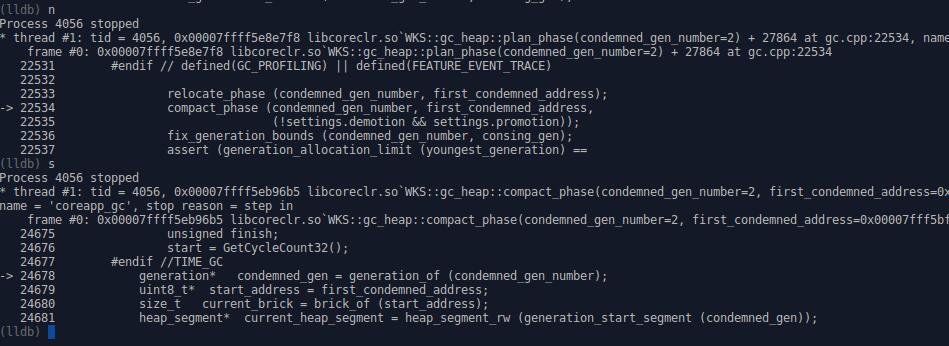 (lldb) n
Process 4056 stopped
* thread #1: tid = 4056, 0x00007ffff5e8e7f8 libcoreclr.so`WKS::gc_heap::plan_phase(condemned_gen_number=2) + 27864 at gc.cpp:22534, name
    frame #0: 0x00007ffff5e8e7f8 libcoreclr.so`WKS::gc_heap::plan_phase(condemned_gen_number=2) + 27864 at gc.cpp:22534
   22531        #endif // defined(GC_PROFILING) || defined(FEATURE_EVENT_TRACE)
   22532
   22533                relocate_phase (condemned_gen_number, first_condemned_address);
-> 22534                compact_phase (condemned_gen_number, first_condemned_address,
   22535                               (!settings.demotion && settings.promotion));
   22536                fix_generation_bounds (condemned_gen_number, consing_gen);
   22537                assert (generation_allocation_limit (youngest_generation) ==
(lldb) s
Process 4056 stopped
* thread #1: tid = 4056, 0x00007ffff5eb96b5 libcoreclr.so`WKS::gc_heap::compact_phase(condemned_gen_number=2, first_condemned_address=0x
name = 'coreapp_gc', stop reason = step in
    frame #0: 0x00007ffff5eb96b5 libcoreclr.so`WKS::gc_heap::compact_phase(condemned_gen_number=2, first_condemned_address=0x00007fff5bf
   24675                unsigned finish;
   24676                start = GetCycleCount32();
   24677        #endif //TIME_GC
-> 24678            generation*   condemned_gen = generation_of (condemned_gen_number);
   24679            uint8_t*  start_address = first_condemned_address;
   24680            size_t   current_brick = brick_of (start_address);
   24681            heap_segment*  current_heap_segment = heap_segment_rw (generation_start_segment (condemned_gen));
(lldb)